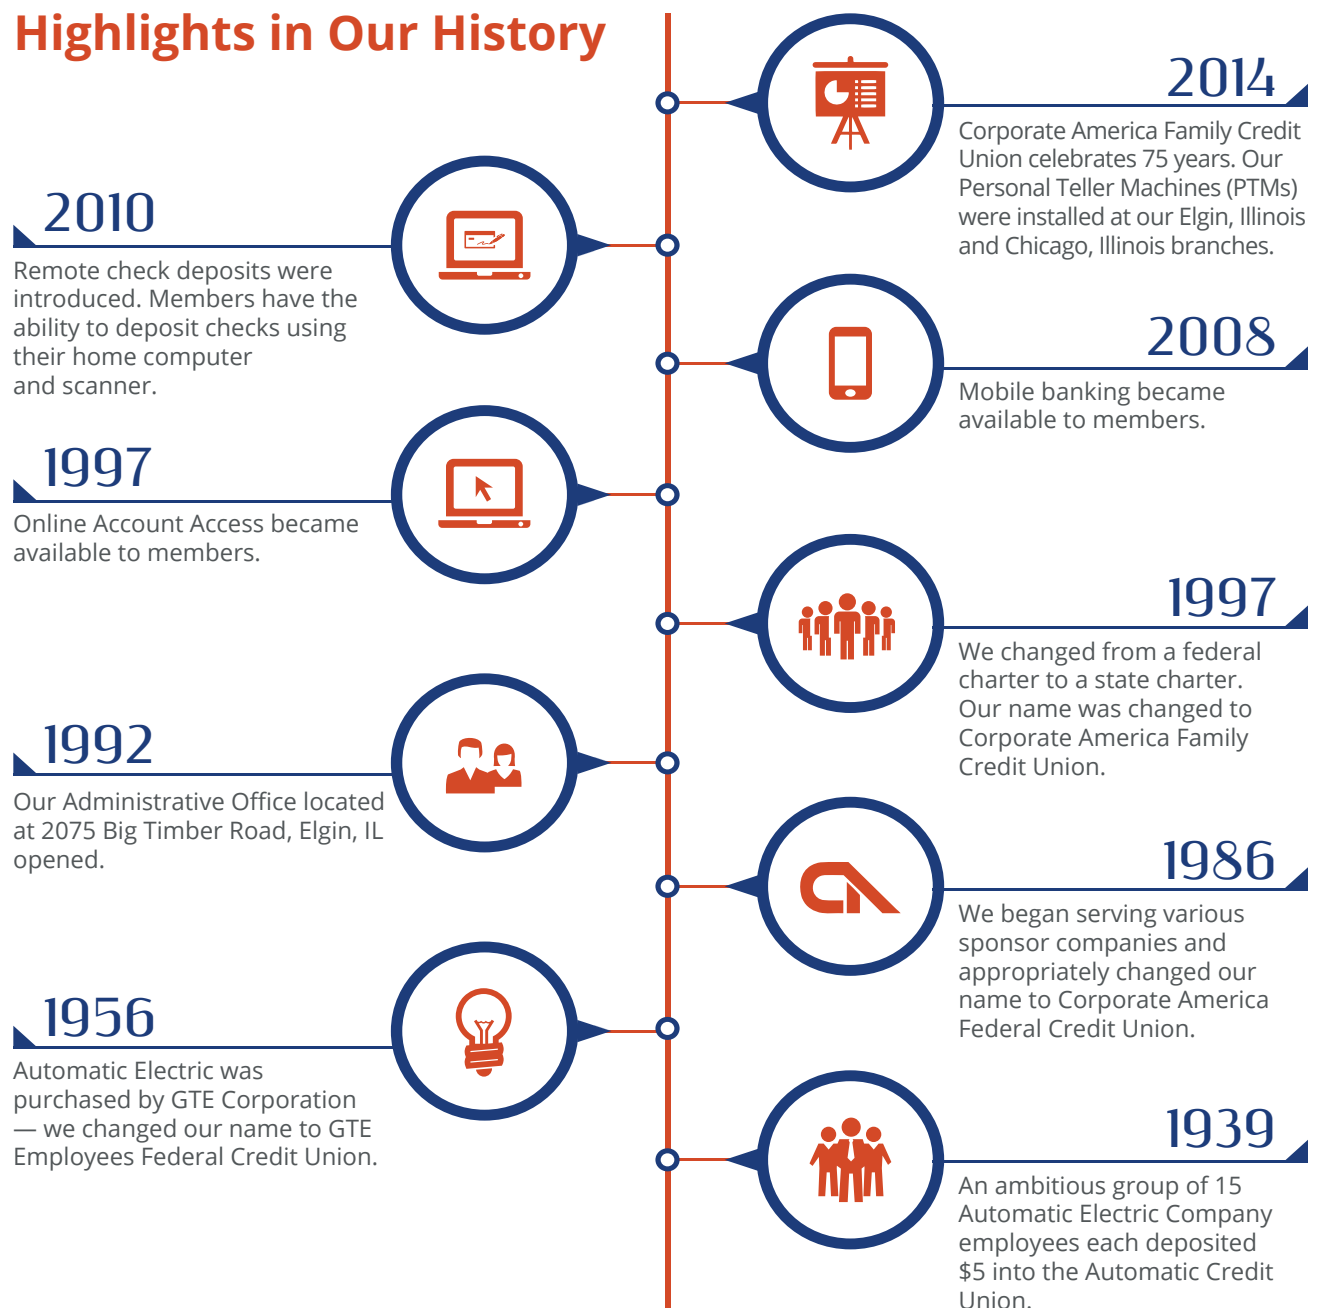 Highlights in Our History
2014
Corporate America Family Credit
Union celebrates 75 years. Our
Personal Teller Machines (PTMs)
were installed at our Elgin, Illinois
and Chicago, Illinois branches.
2010
Remote check deposits were
introduced. Members have the
ability to deposit checks using
their home computer
and scanner.
2008
Mobile banking became
available to members.
1997
Online Account Access became
available to members.
1997
We changed from a federal
charter to a state charter.
Our name was changed to
Corporate America Family
Credit Union.
1992
Our Administrative Office located
at 2075 Big Timber Road, Elgin, IL
opened.
1986
We began serving various
sponsor companies and
appropriately changed our
name to Corporate America
Federal Credit Union.
1956
Automatic Electric was
purchased by GTE Corporation
— we changed our name to GTE
Employees Federal Credit Union.
1939
An ambitious group of 15
Automatic Electric Company
employees each deposited
$5 into the Automatic Credit
Union.